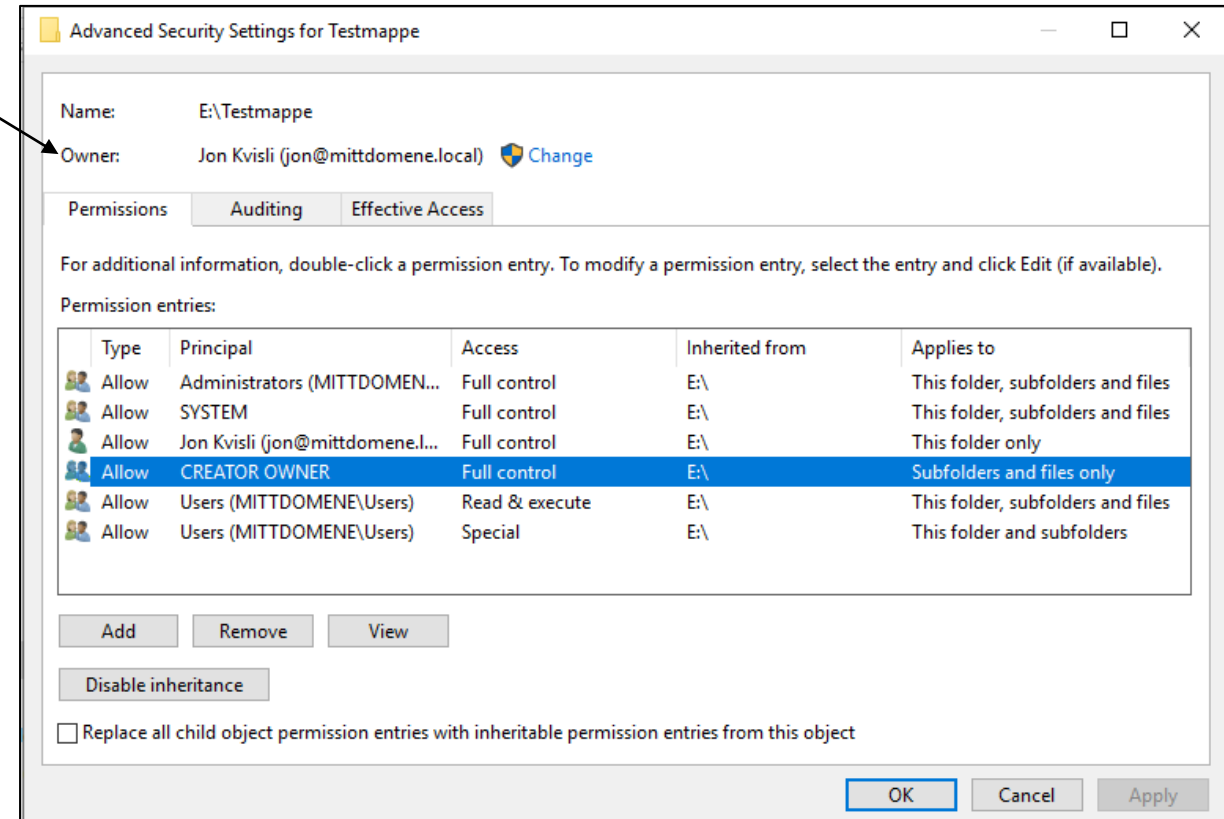 Advanced Security Settings for Testmappe
Name: E:\Testmappe
Owner: Jon Kvisli (jon@mittdomene.local) Change
Permissions Auditing Effective Access
For additional information, double-click a permission entry. To modify a permission entry, select the entry and click Edit (if available).
Permission entries:
Type Principal Access Inherited from Applies to
Allow Administrators (MITTDOMEN... Full control E:\ This folder, subfolders and files
Allow SYSTEM Full control E:\ This folder, subfolders and files
Allow Jon Kvisli (jon@mittdomene.l... Full control E:\ This folder only
Allow CREATOR OWNER Full control E:\ Subfolders and files only
Allow Users (MITTDOMENE\Users) Read & execute E:\ This folder, subfolders and files
Allow Users (MITTDOMENE\Users) Special E:\ This folder and subfolders
Add Remove View
Disable inheritance
Replace all child object permission entries with inheritable permission entries from this object
OK Cancel Apply